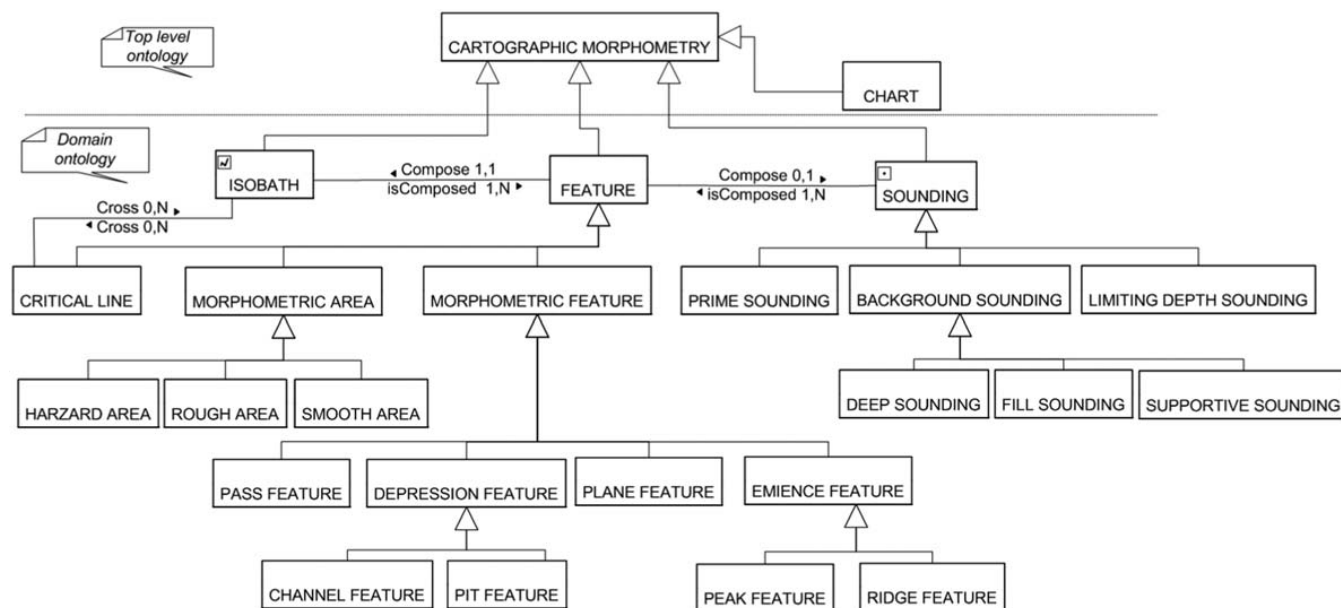 Top level
ontology
CARTOGRAPHIC MORPHOMETRY
CHART
Domain
ontology
ISOBATH
Compose 1,1
isComposed 1,N
FEATURE
Compose 0,1
isComposed 1,N
SOUNDING
Cross 0,N
Cross 0,N
CRITICAL LINE
MORPHOMETRIC AREA
MORPHOMETRIC FEATURE
PRIME SOUNDING
BACKGROUND SOUNDING
LIMITING DEPTH SOUNDING
HARZARD AREA
ROUGH AREA
SMOOTH AREA
DEEP SOUNDING
FILL SOUNDING
SUPPORTIVE SOUNDING
PASS FEATURE
DEPRESSION FEATURE
PLANE FEATURE
EMIENCE FEATURE
CHANNEL FEATURE
PIT FEATURE
PEAK FEATURE
RIDGE FEATURE